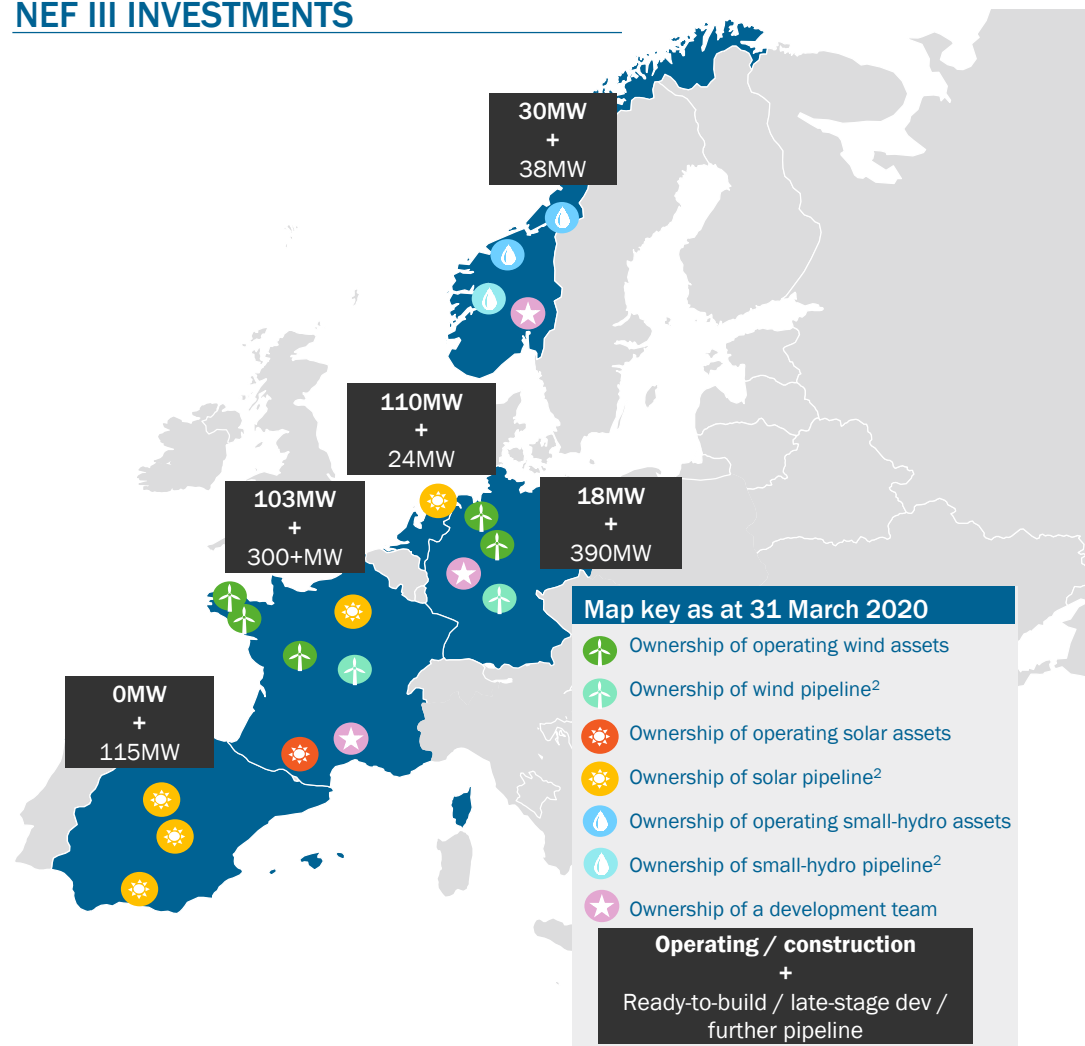 NEF III INVESTMENTS
30MW
+
38MW
110MW
+
24MW
103MW
+
300+MW
18MW
+
390MW
0MW
+
115MW
Map key as at 31 March 2020
Ownership of operating wind assets
Ownership of wind pipeline²
Ownership of operating solar assets
Ownership of solar pipeline²
Ownership of operating small-hydro assets
Ownership of small-hydro pipeline²
Ownership of a development team
Operating / construction
+
Ready-to-build / late-stage dev /
further pipeline